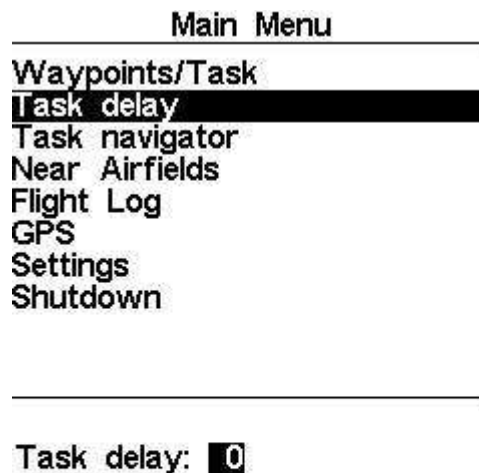 Main Menu
Waypoints/Task
Task delay
Task navigator
Near Airfields
Flight Log
GPS
Settings
Shutdown
Task delay: 0